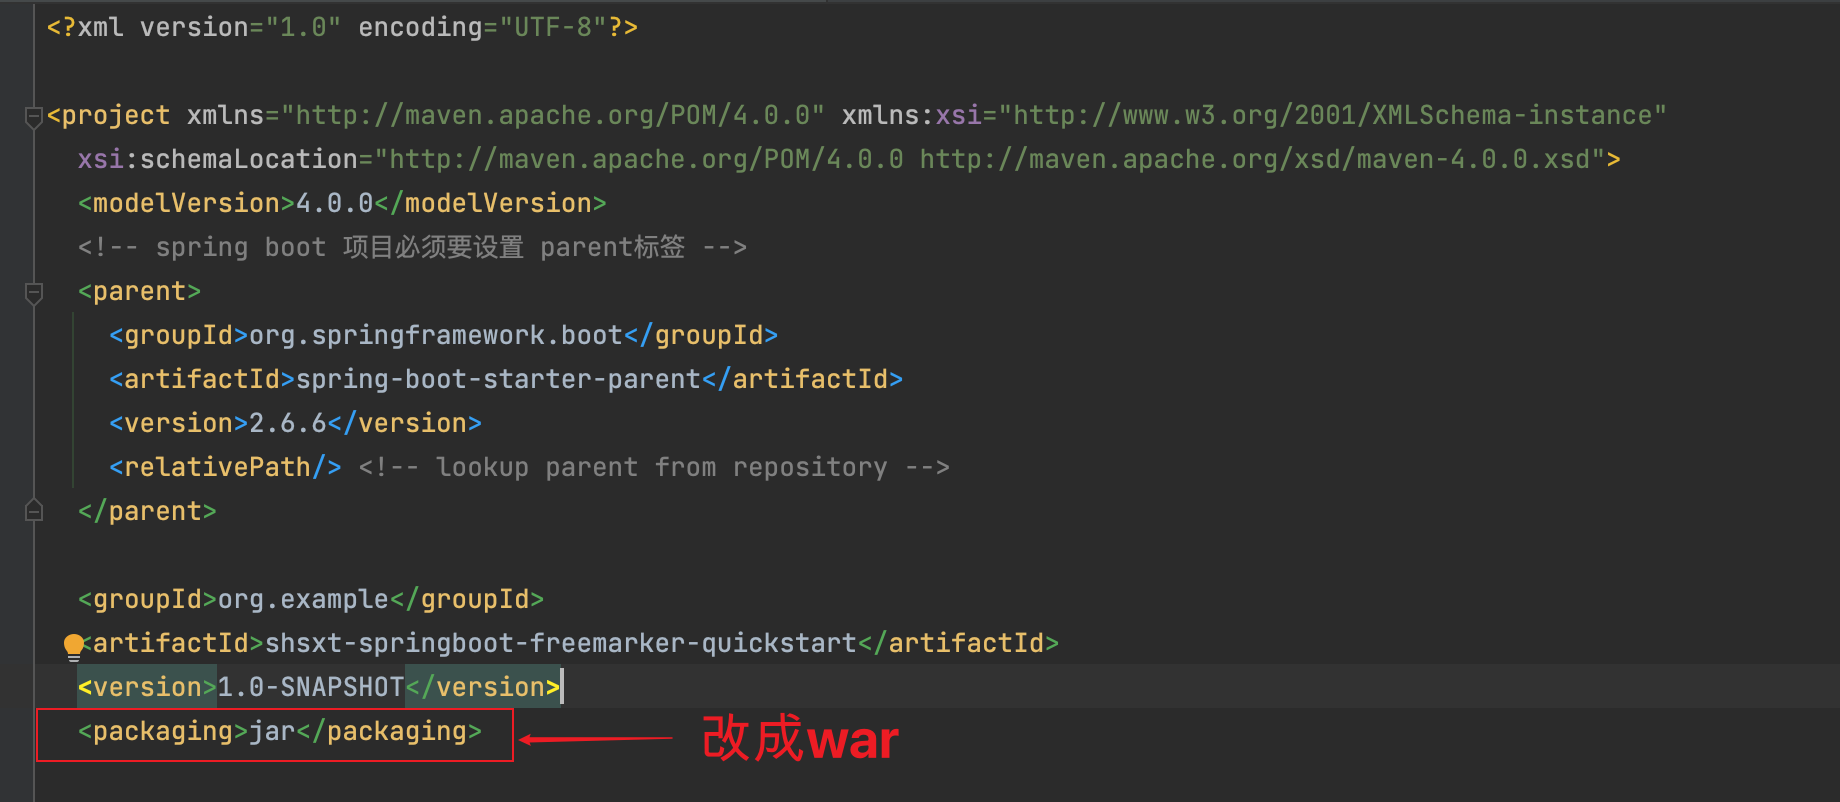 <?xml version="1.0" encoding="UTF-8"?>
<project xmlns="http://maven.apache.org/POM/4.0.0" xmlns:xsi="http://www.w3.org/2001/XMLSchema-instance"
xsi:schemaLocation="http://maven.apache.org/POM/4.0.0 http://maven.apache.org/xsd/maven-4.0.0.xsd">
<modelVersion>4.0.0</modelVersion>
<!-- spring boot 项目必须要设置 parent标签 -->
<parent>
<groupId>org.springframework.boot</groupId>
<artifactId>spring-boot-starter-parent</artifactId>
<version>2.6.6</version>
<relativePath/> <!-- lookup parent from repository -->
</parent>
<groupId>org.example</groupId>
<artifactId>shsxt-springboot-freemarker-quickstart</artifactId>
<version>1.0-SNAPSHOT</version>
<packaging>jar</packaging>
改成war